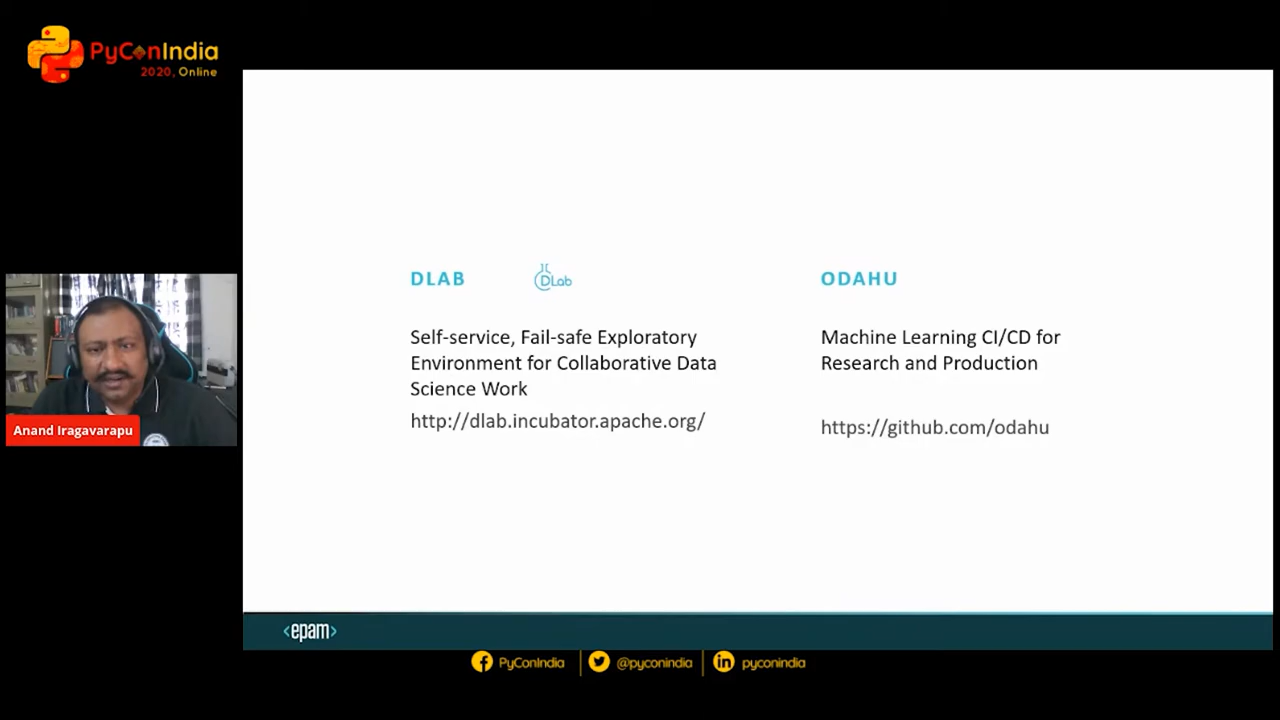 PyConIndia
2020, Online
DLAB
DLab
Self-service, Fail-safe Exploratory
Environment for Collaborative Data
Science Work
http://dlab.incubator.apache.org/
ODAHU
Machine Learning CI/CD for
Research and Production
https://github.com/odahu
Anand Iragavarapu
<epam>
PyConIndia
@pyconindia
pyconindia